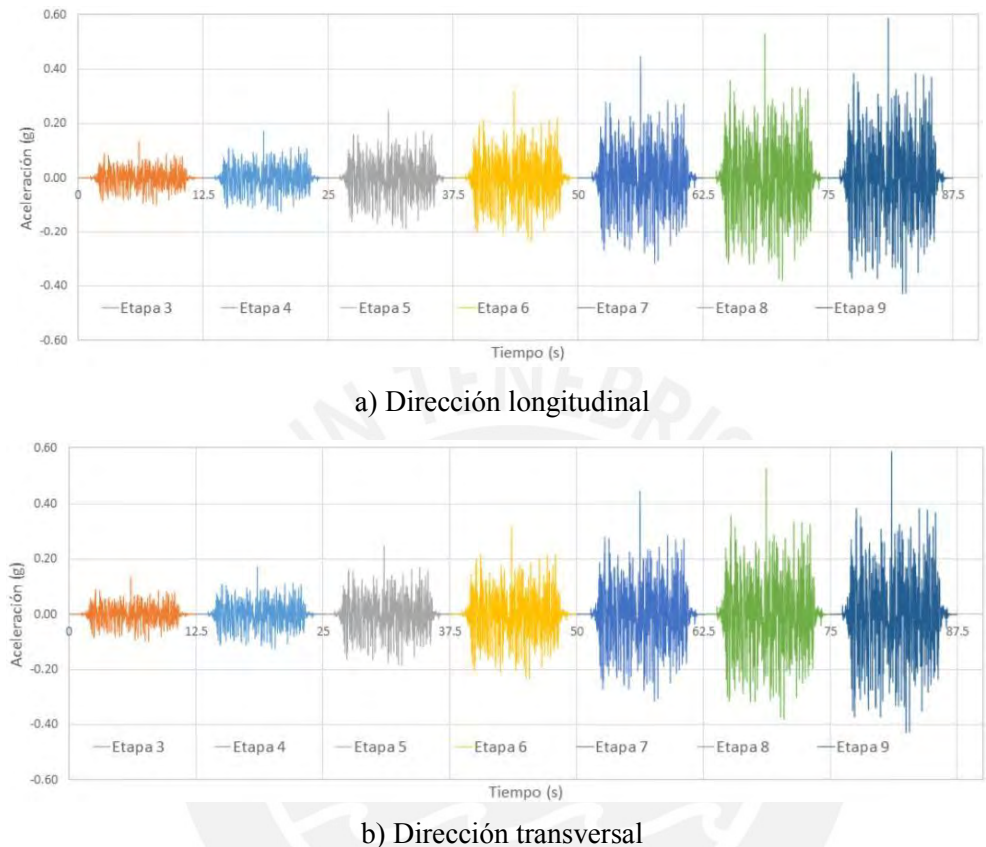 0.60
0.40
0.20
0.00
-0.20
-0.40
-0.60
Aceleración (g)
0 12.5 25 37.5 50 62.5 75 87.5
Etapa 3 Etapa 4 Etapa 5 Etapa 6 Etapa 7 Etapa 8 Etapa 9
Tiempo (s)
a) Dirección longitudinal
IN TENEBRIS
0.60
0.40
0.20
0.00
-0.20
-0.40
-0.60
Aceleración (g)
0 12.5 25 37.5 50 62.5 75 87.5
Etapa 3 Etapa 4 Etapa 5 Etapa 6 Etapa 7 Etapa 8 Etapa 9
Tiempo (s)
b) Dirección transversal